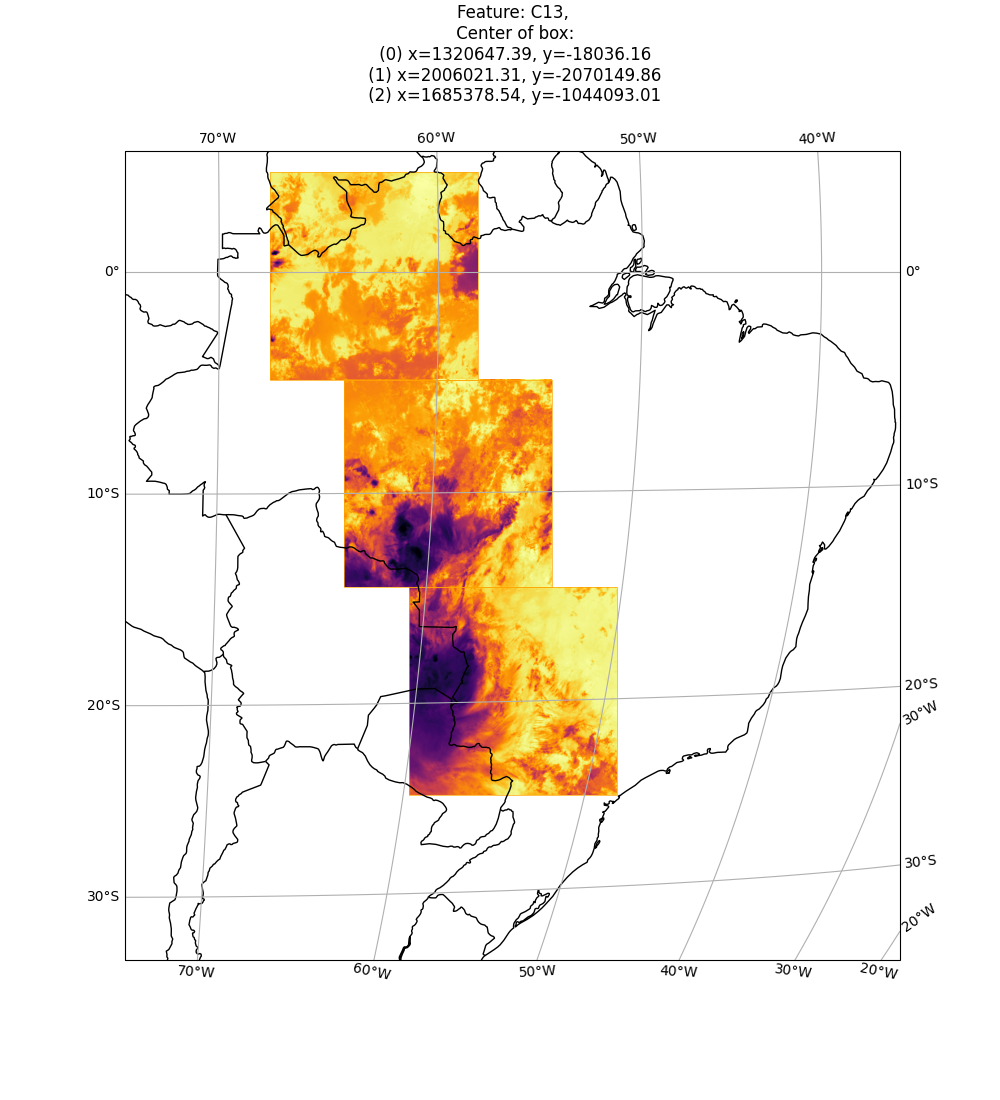 Feature: C13,
Center of box:
(0) x=1320647.39, y=-18036.16
(1) x=2006021.31, y=-2070149.86
(2) x=1685378.54, y=-1044093.01
70°W 60°W 50°W 40°W
0° 0°
10°S 10°S
20°S 20°S
30°W
30°S 30°S
20°W
70°W 60°W 50°W 40°W 30°W 20°W